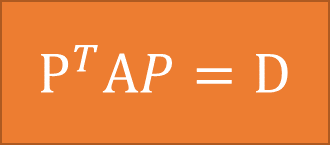 PᵀAP = D